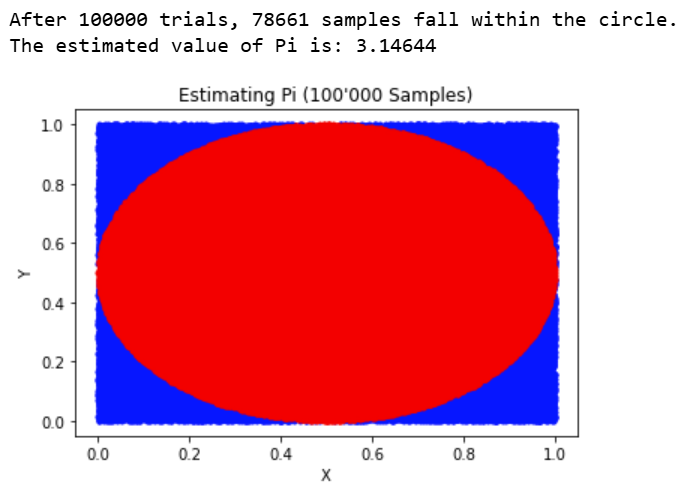 After 100000 trials, 78661 samples fall within the circle.
The estimated value of Pi is: 3.14644
Estimating Pi (100'000 Samples)
1.0
0.8
0.6
0.4
0.2
0.0
Y
0.0 0.2 0.4 0.6 0.8 1.0
X